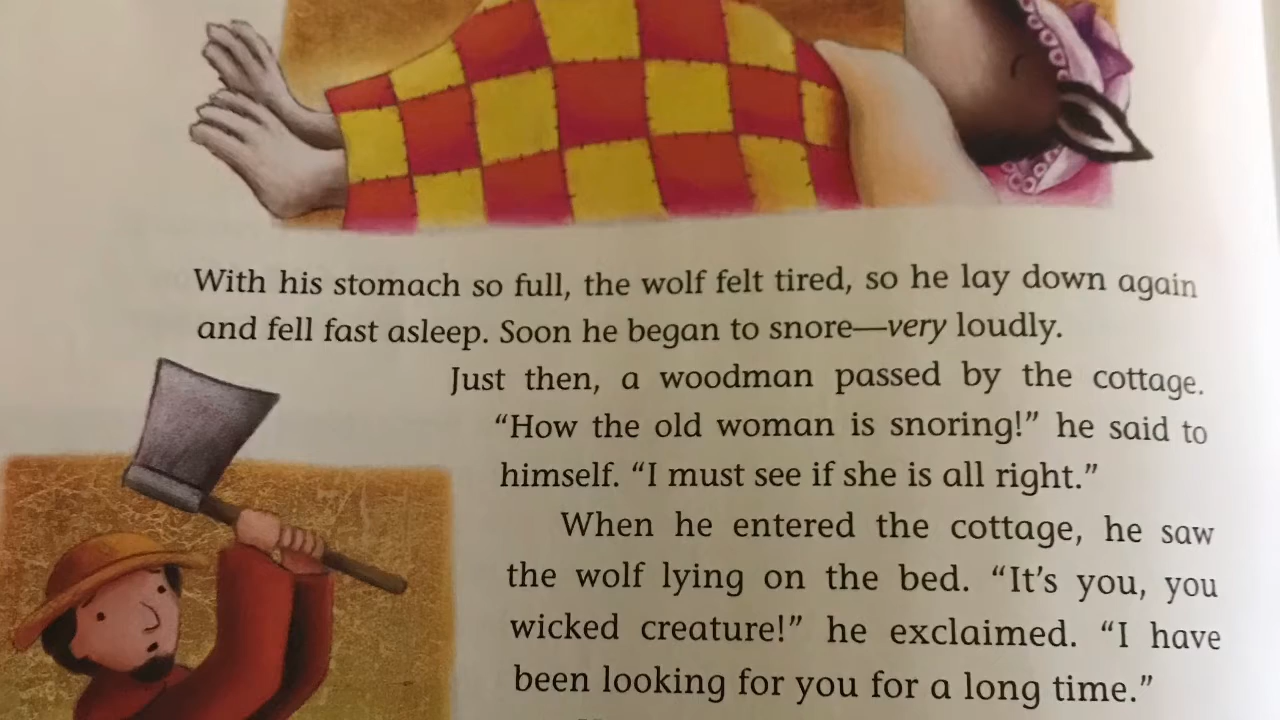 With his stomach so full, the wolf felt tired, so he lay down again
and fell fast asleep. Soon he began to snore—very loudly.
Just then, a woodman passed by the cottage.
“How the old woman is snoring!” he said to
himself. “I must see if she is all right.”
When he entered the cottage, he saw
the wolf lying on the bed. “It’s you, you
wicked creature!” he exclaimed. “I have
been looking for you for a long time.”